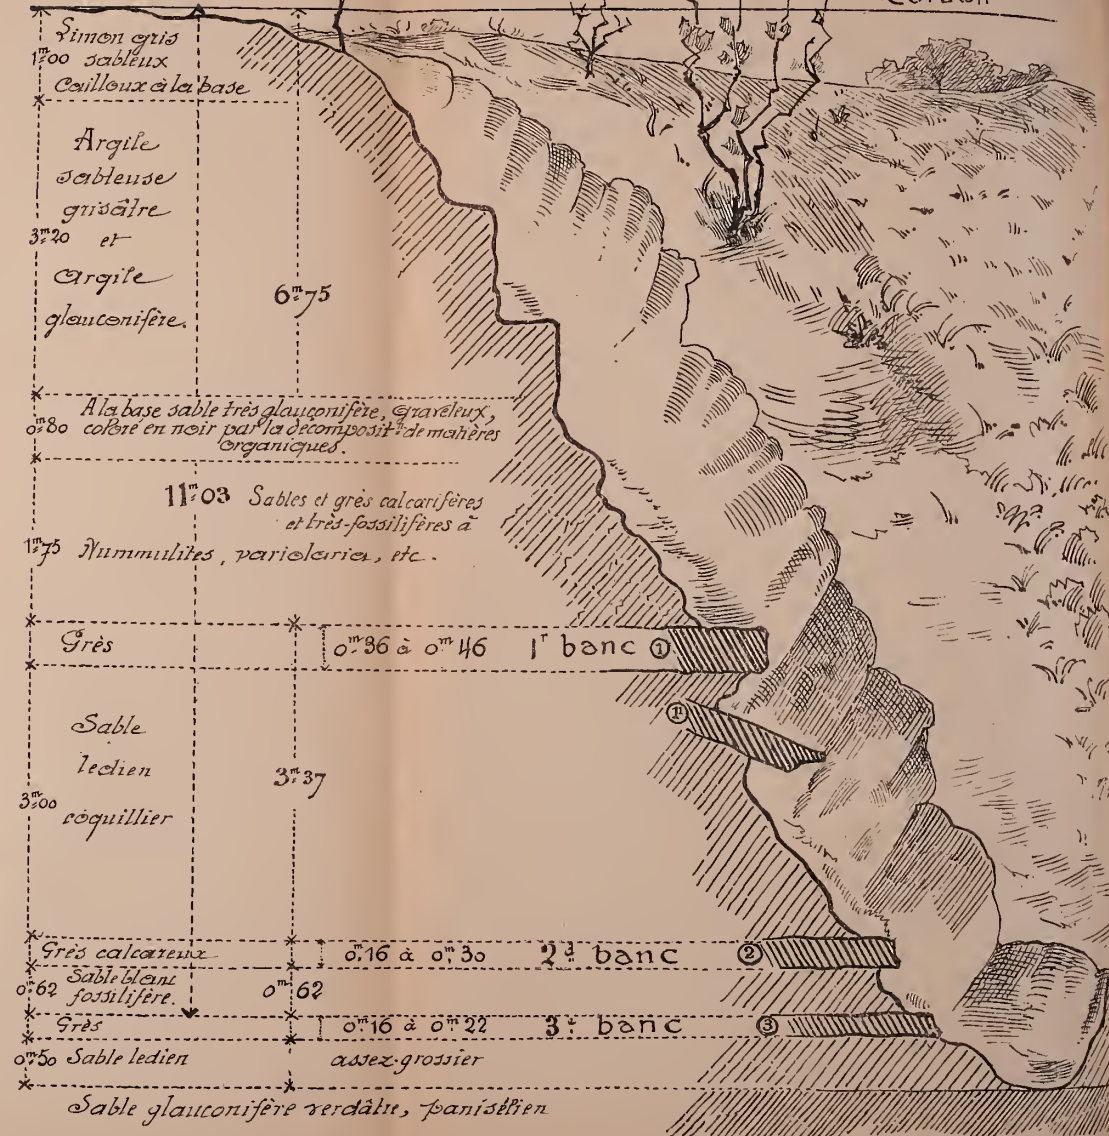 Limon gris
1m00 sableux
Cailloux à la base
Argile
sableuse
grisâtre
3m20 et
Argile
glauconifère.
6m75
A la base sable très glauconifère, graveleux,
0m80 coloré en noir par la décomposit.n de matières
organiques.
11m03 Sables et grès calcarifères
et très-fossilifères à
1m75 Nummulites, variolaria, etc.
Grès 0m36 à 0m46 1r banc 1
1r
Sable
ledien
3m37
3m00
coquillier
Grès calcareux 0m16 à 0m30 2d banc 2
0m62 Sable blanc
fossilifère. 0m62
Grès 0m16 à 0m22 3e banc 3
0m50 Sable ledien assez-grossier
Sable glauconifère verdâtre, panisélien